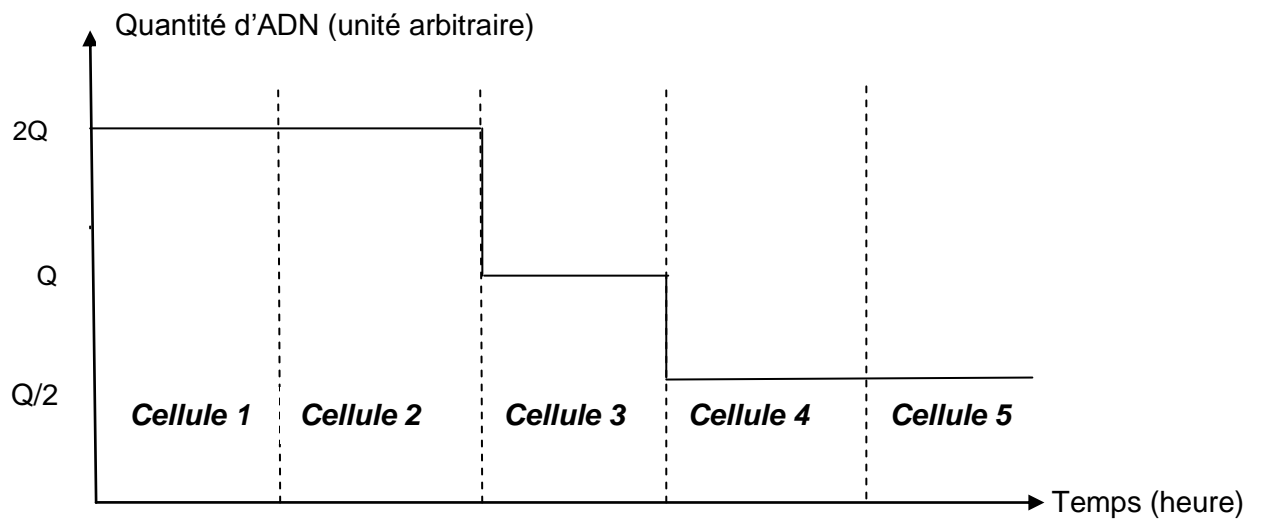 Quantité d’ADN (unité arbitraire)
2Q
Q
Q/2
Cellule 1 Cellule 2 Cellule 3 Cellule 4 Cellule 5
Temps (heure)